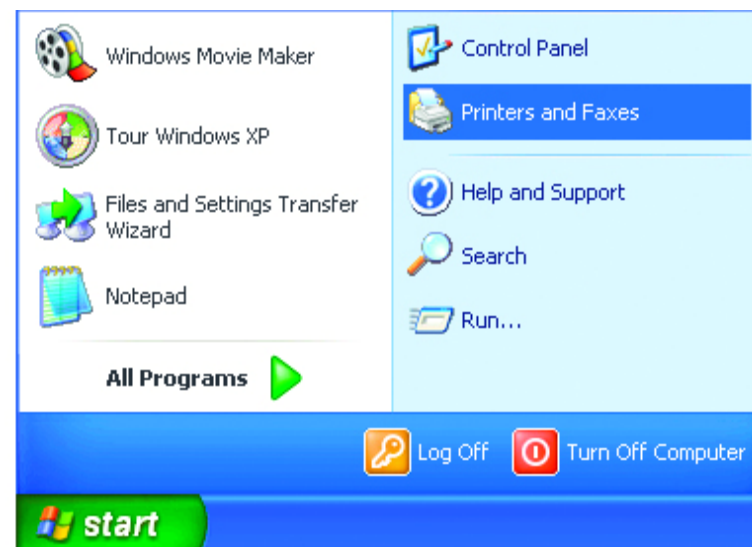 Windows Movie Maker
Tour Windows XP
Files and Settings Transfer
Wizard
Notepad
All Programs
Control Panel
Printers and Faxes
Help and Support
Search
Run...
Log Off
Turn Off Computer
start